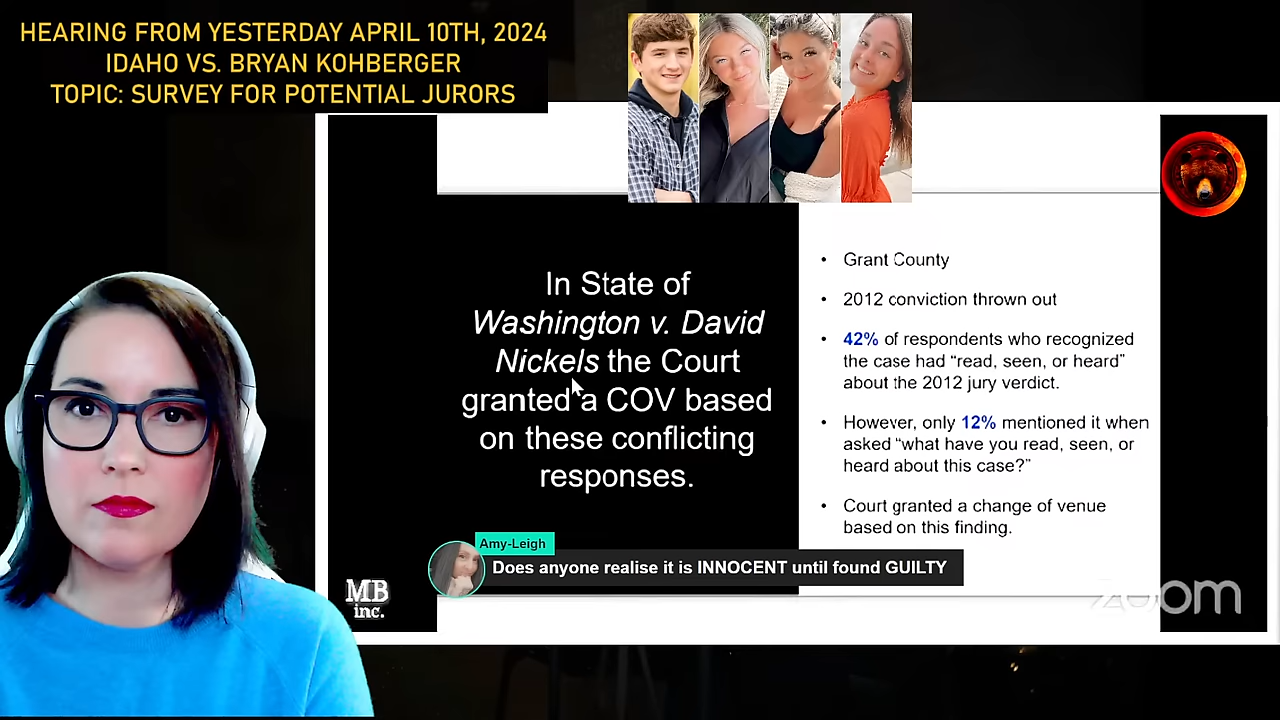 HEARING FROM YESTERDAY APRIL 10TH, 2024
IDAHO VS. BRYAN KOHBERGER
TOPIC: SURVEY FOR POTENTIAL JURORS
In State of
Washington v. David
Nickels the Court
granted a COV based
on these conflicting
responses.
• Grant County
• 2012 conviction thrown out
• 42% of respondents who recognized
the case had “read, seen, or heard”
about the 2012 jury verdict.
• However, only 12% mentioned it when
asked “what have you read, seen, or
heard about this case?”
• Court granted a change of venue
based on this finding.
Amy-Leigh
Does anyone realise it is INNOCENT until found GUILTY
MB
inc.
zoom